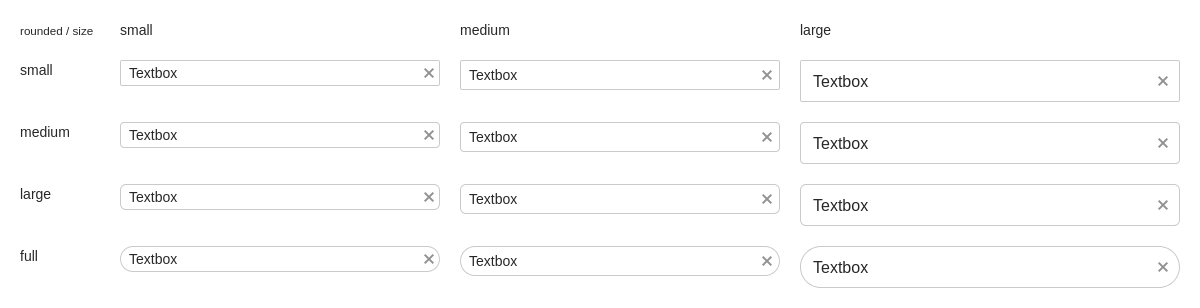 rounded / size small medium large
small Textbox Textbox Textbox
medium Textbox Textbox Textbox
large Textbox Textbox Textbox
full Textbox Textbox Textbox